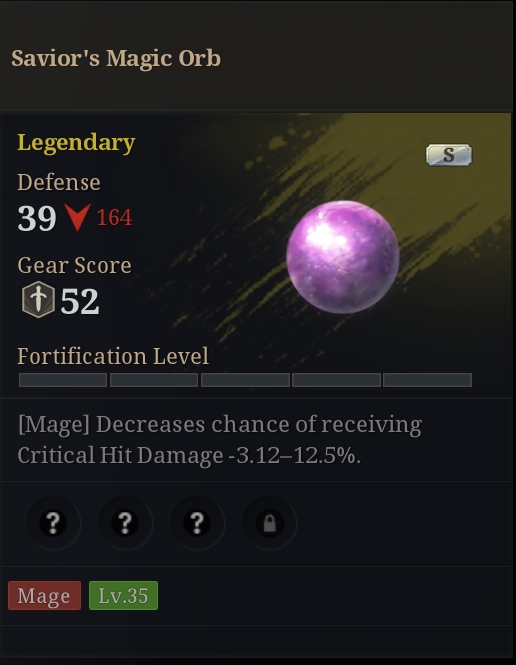 Savior's Magic Orb
Legendary
S
Defense
39 164
Gear Score
52
Fortification Level
[Mage] Decreases chance of receiving
Critical Hit Damage -3.12–12.5%.
? ? ?
Mage Lv.35